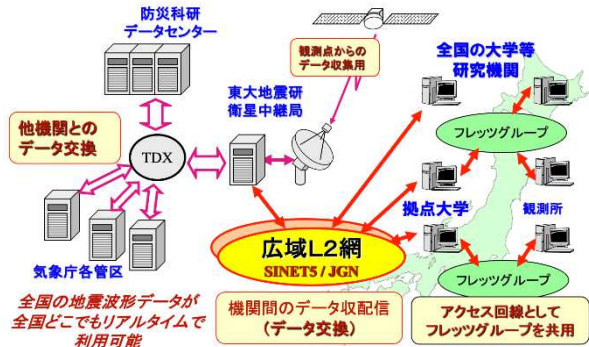 防災科研
データセンター
観測点からの
データ収集用
全国の大学等
研究機関
東大地震研
衛星中継局
他機関との
データ交換
TDX
フレッツグループ
拠点大学
観測所
気象庁各管区
広域L2網
SINET5 / JGN
フレッツグループ
全国の地震波形データが
全国どこでもリアルタイムで
利用可能
機関間のデータ収配信
(データ交換)
アクセス回線として
フレッツグループを共用